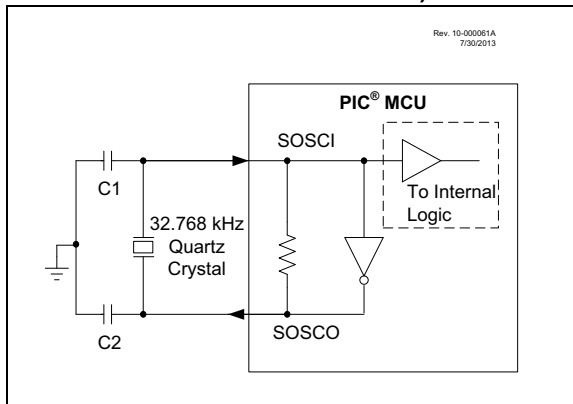 Rev. 10-000061A
7/30/2013
PIC® MCU
SOSCI
C1
To Internal
Logic
32.768 kHz
Quartz
Crystal
C2
SOSCO